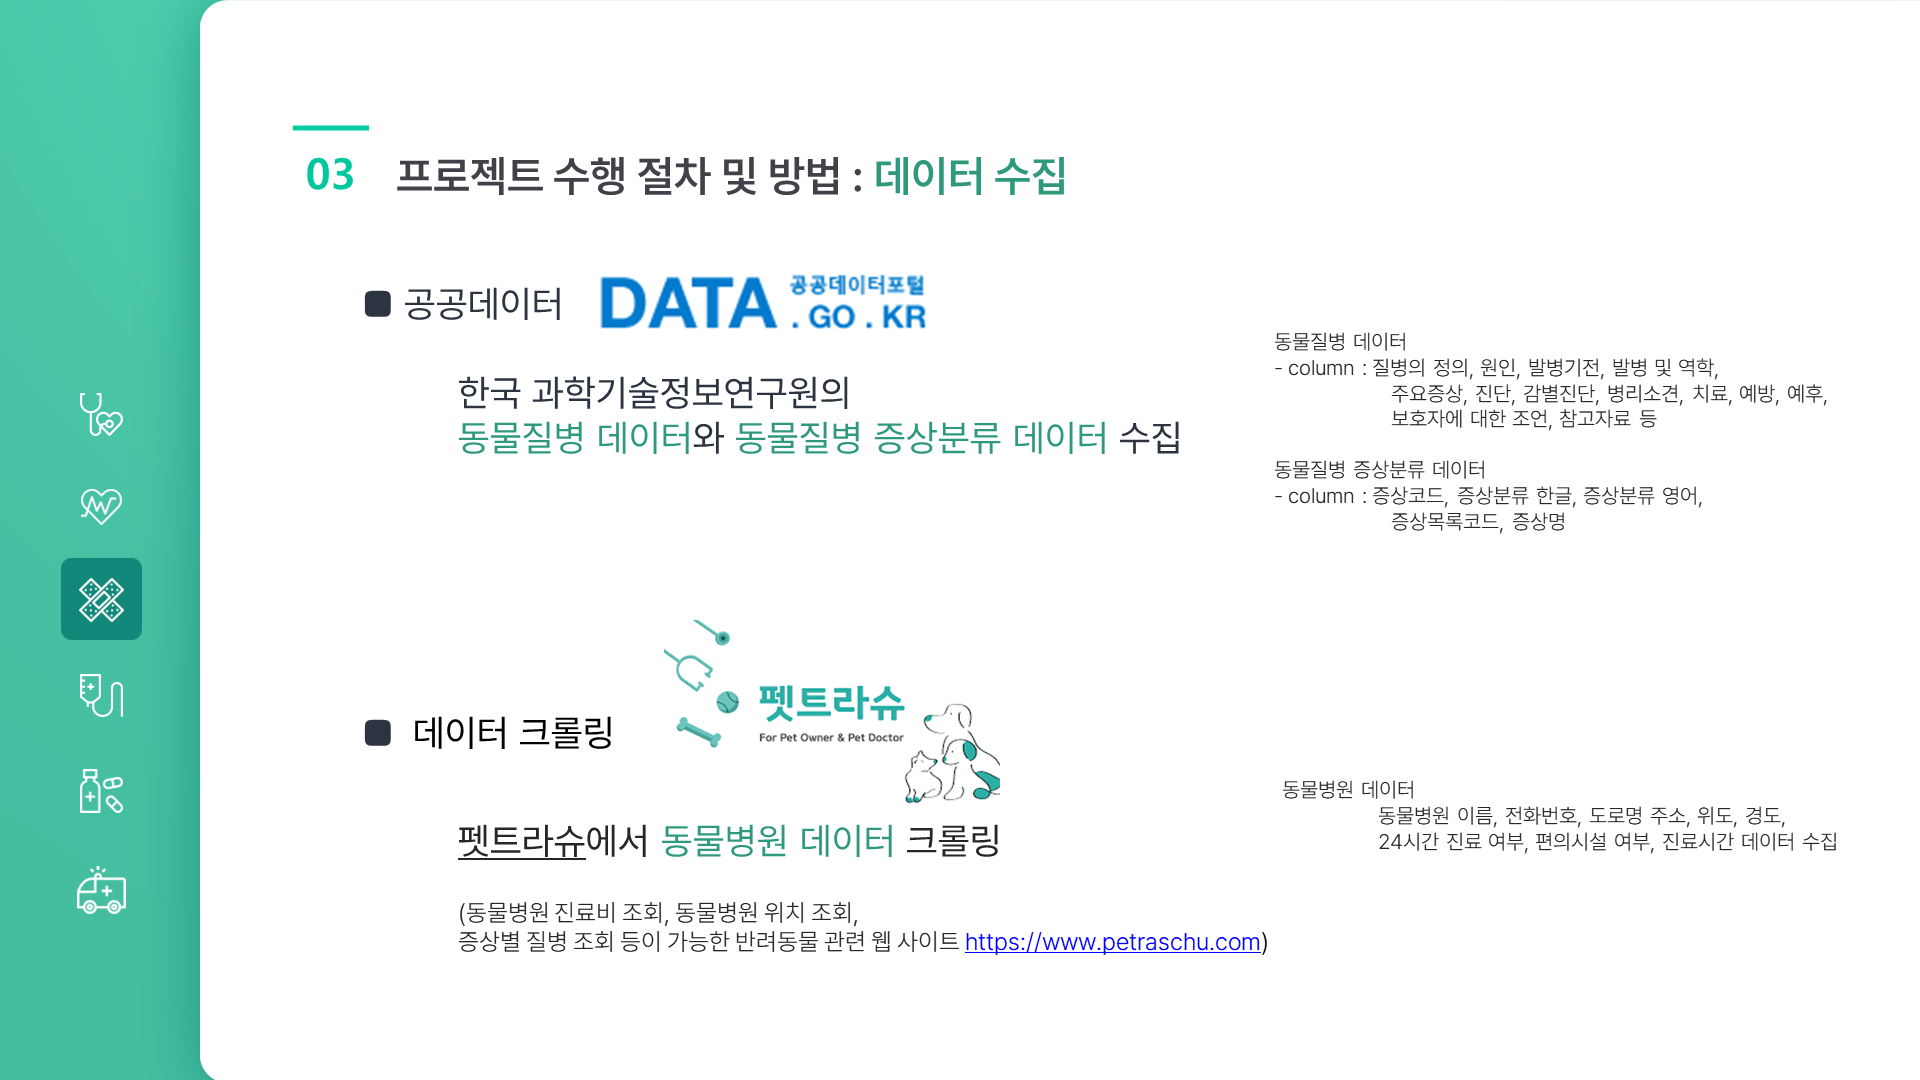 03 프로젝트 수행 절차 및 방법 : 데이터 수집
■ 공공데이터
DATA 공공데이터포털
. GO . KR
한국 과학기술정보연구원의
동물질병 데이터와 동물질병 증상분류 데이터 수집
동물질병 데이터
- column : 질병의 정의, 원인, 발병기전, 발병 및 역학,
주요증상, 진단, 감별진단, 병리소견, 치료, 예방, 예후,
보호자에 대한 조언, 참고자료 등
동물질병 증상분류 데이터
- column : 증상코드, 증상분류 한글, 증상분류 영어,
증상목록코드, 증상명
■ 데이터 크롤링
펫트라슈
For Pet Owner & Pet Doctor
펫트라슈에서 동물병원 데이터 크롤링
(동물병원 진료비 조회, 동물병원 위치 조회,
증상별 질병 조회 등이 가능한 반려동물 관련 웹 사이트 https://www.petraschu.com)
동물병원 데이터
동물병원 이름, 전화번호, 도로명 주소, 위도, 경도,
24시간 진료 여부, 편의시설 여부, 진료시간 데이터 수집